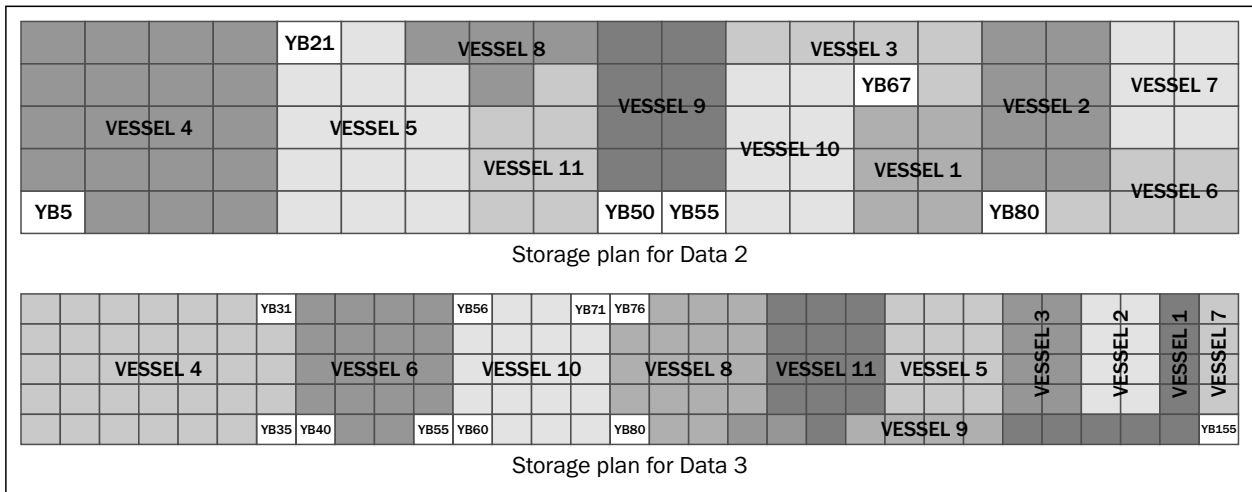 YB21 VESSEL 8 VESSEL 3
YB67 VESSEL 7
VESSEL 9 VESSEL 2
VESSEL 4 VESSEL 5
VESSEL 10
VESSEL 11 VESSEL 1
VESSEL 6
YB5 YB50 YB55 YB80
Storage plan for Data 2
YB31 YB56 YB71 YB76
VESSEL 3 VESSEL 2 VESSEL 1 VESSEL 7
VESSEL 4 VESSEL 6 VESSEL 10 VESSEL 8 VESSEL 11 VESSEL 5
YB35 YB40 YB55 YB60 YB80 VESSEL 9 YB155
Storage plan for Data 3